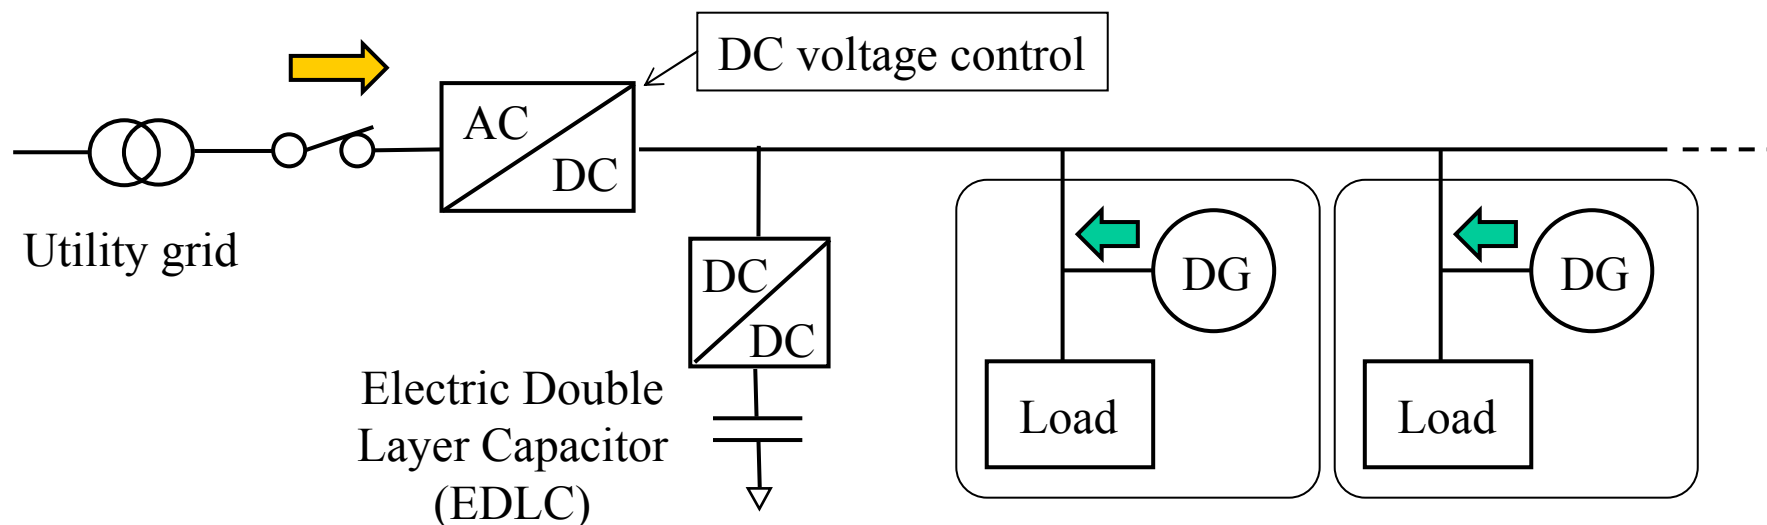 DC voltage control
AC
DC
Utility grid
DC
DC
Electric Double
Layer Capacitor
(EDLC)
DG
Load
DG
Load